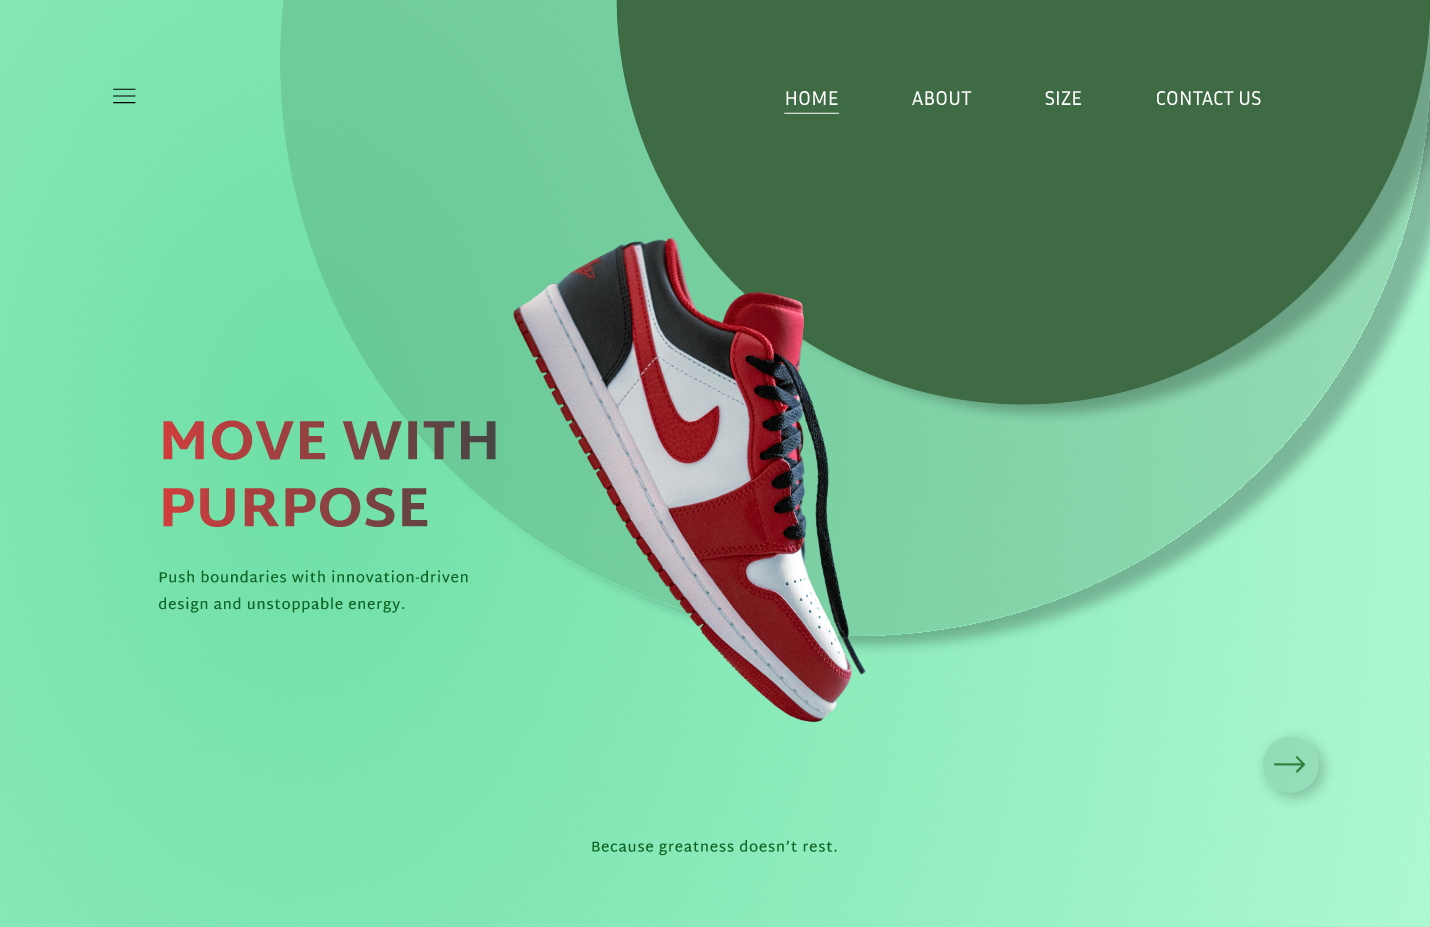 HOME ABOUT SIZE CONTACT US
MOVE WITH
PURPOSE
Push boundaries with innovation-driven
design and unstoppable energy.
Because greatness doesn’t rest.